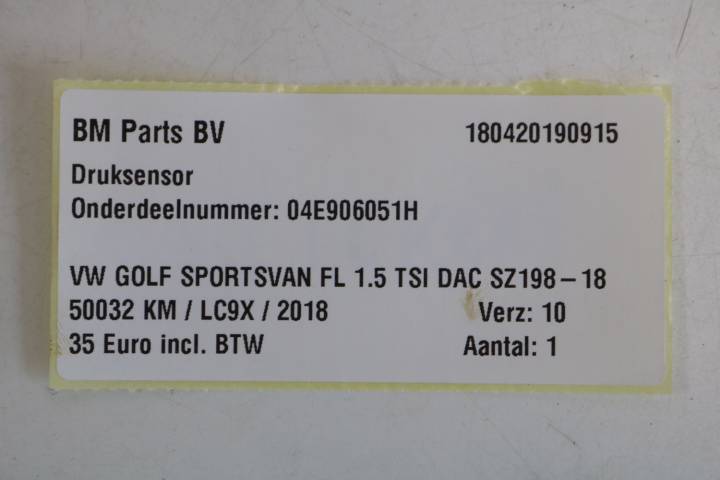 BM Parts BV 180420190915
Druksensor
Onderdeelnummer: 04E906051H
VW GOLF SPORTSVAN FL 1.5 TSI DAC SZ198 – 18
50032 KM / LC9X / 2018 Verz: 10
35 Euro incl. BTW Aantal: 1